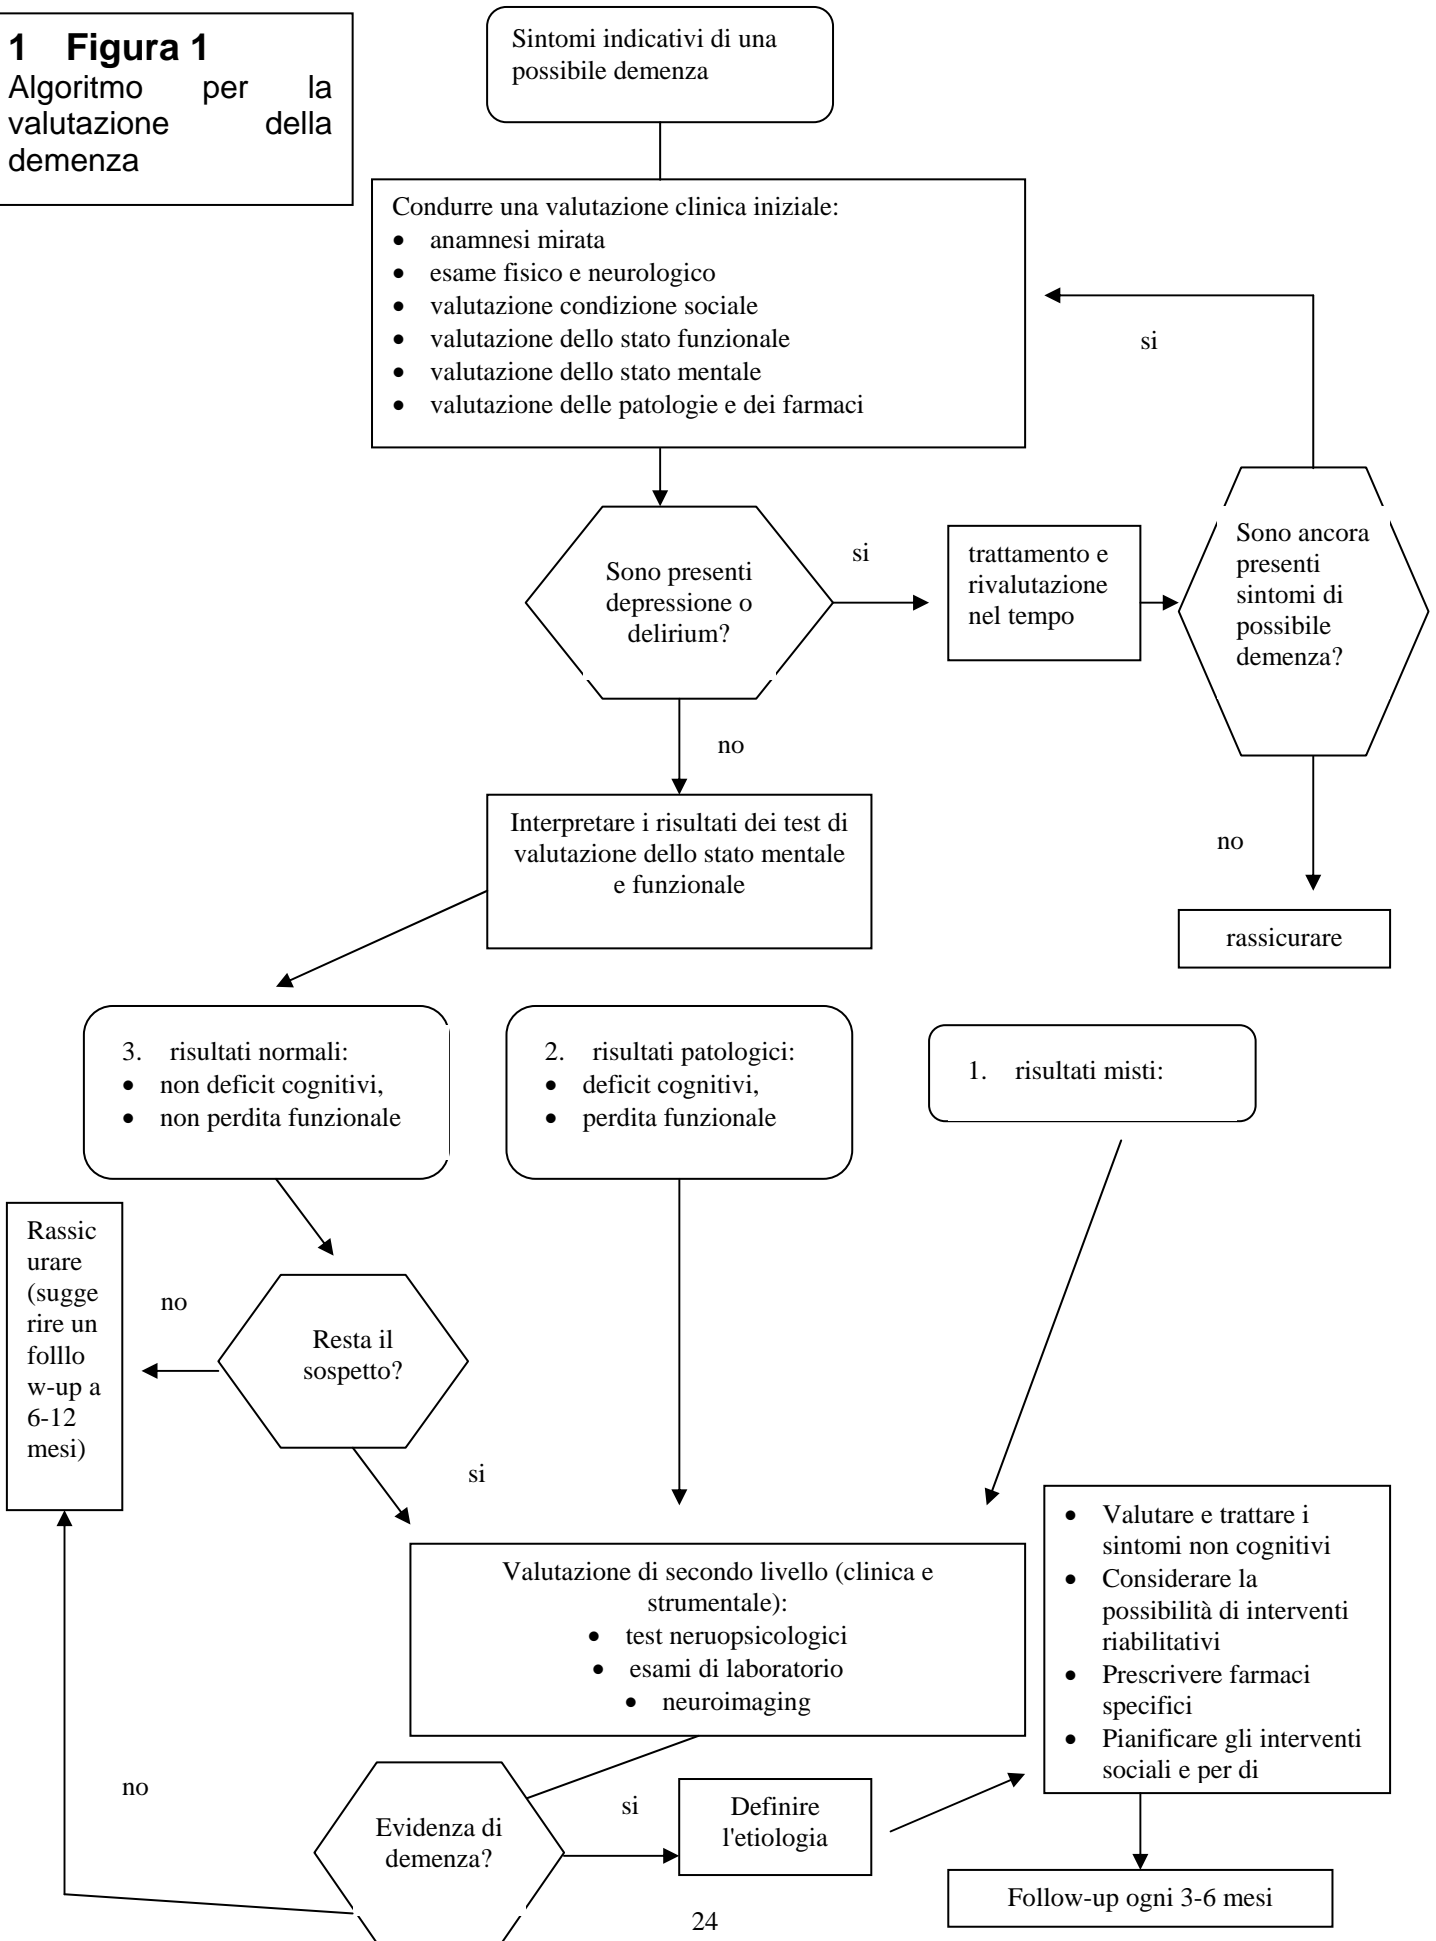 1 Figura 1
Algoritmo per la
valutazione della
demenza
Sintomi indicativi di una
possibile demenza
Condurre una valutazione clinica iniziale:
• anamnesi mirata
• esame fisico e neurologico
• valutazione condizione sociale
• valutazione dello stato funzionale
• valutazione dello stato mentale
• valutazione delle patologie e dei farmaci
si
Sono presenti
depressione o
delirium?
si
trattamento e
rivalutazione
nel tempo
Sono ancora
presenti
sintomi di
possibile
demenza?
no
no
Interpretare i risultati dei test di
valutazione dello stato mentale
e funzionale
rassicurare
3. risultati normali:
• non deficit cognitivi,
• non perdita funzionale
2. risultati patologici:
• deficit cognitivi,
• perdita funzionale
1. risultati misti:
Rassic
urare
(sugge
rire un
folllo
w-up a
6-12
mesi)
no
Resta il
sospetto?
si
Valutazione di secondo livello (clinica e
strumentale):
• test neruopsicologici
• esami di laboratorio
• neuroimaging
• Valutare e trattare i
sintomi non cognitivi
• Considerare la
possibilità di interventi
riabilitativi
• Prescrivere farmaci
specifici
• Pianificare gli interventi
sociali e per di
no
Evidenza di
demenza?
si
Definire
l'etiologia
Follow-up ogni 3-6 mesi
24